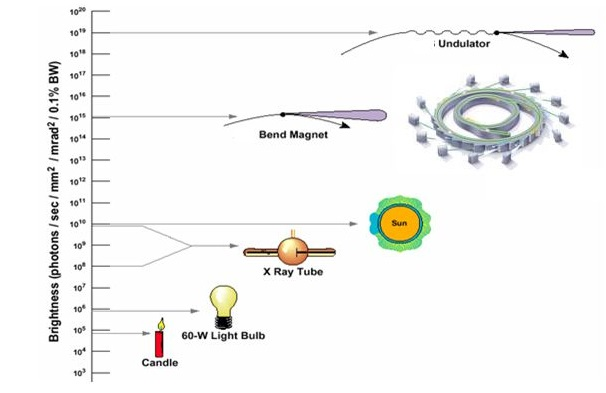 Brightness (photons / sec / mm² / mrad² / 0.1% BW)
10²⁰
10¹⁹
10¹⁸
10¹⁷
10¹⁶
10¹⁵
10¹⁴
10¹³
10¹²
10¹⁰
10⁹
10⁸
10⁷
10⁶
10⁵
10⁴
10³
Undulator
Bend Magnet
Sun
X Ray Tube
60-W Light Bulb
Candle